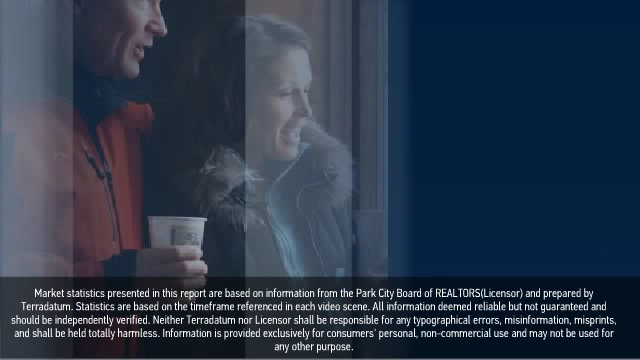 Market statistics presented in this report are based on information from the Park City Board of REALTORS(Licensor) and prepared by
Terradatum. Statistics are based on the timeframe referenced in each video scene. All information deemed reliable but not guaranteed and
should be independently verified. Neither Terradatum nor Licensor shall be responsible for any typographical errors, misinformation, misprints,
and shall be held totally harmless. Information is provided exclusively for consumers' personal, non-commercial use and may not be used for
any other purpose.